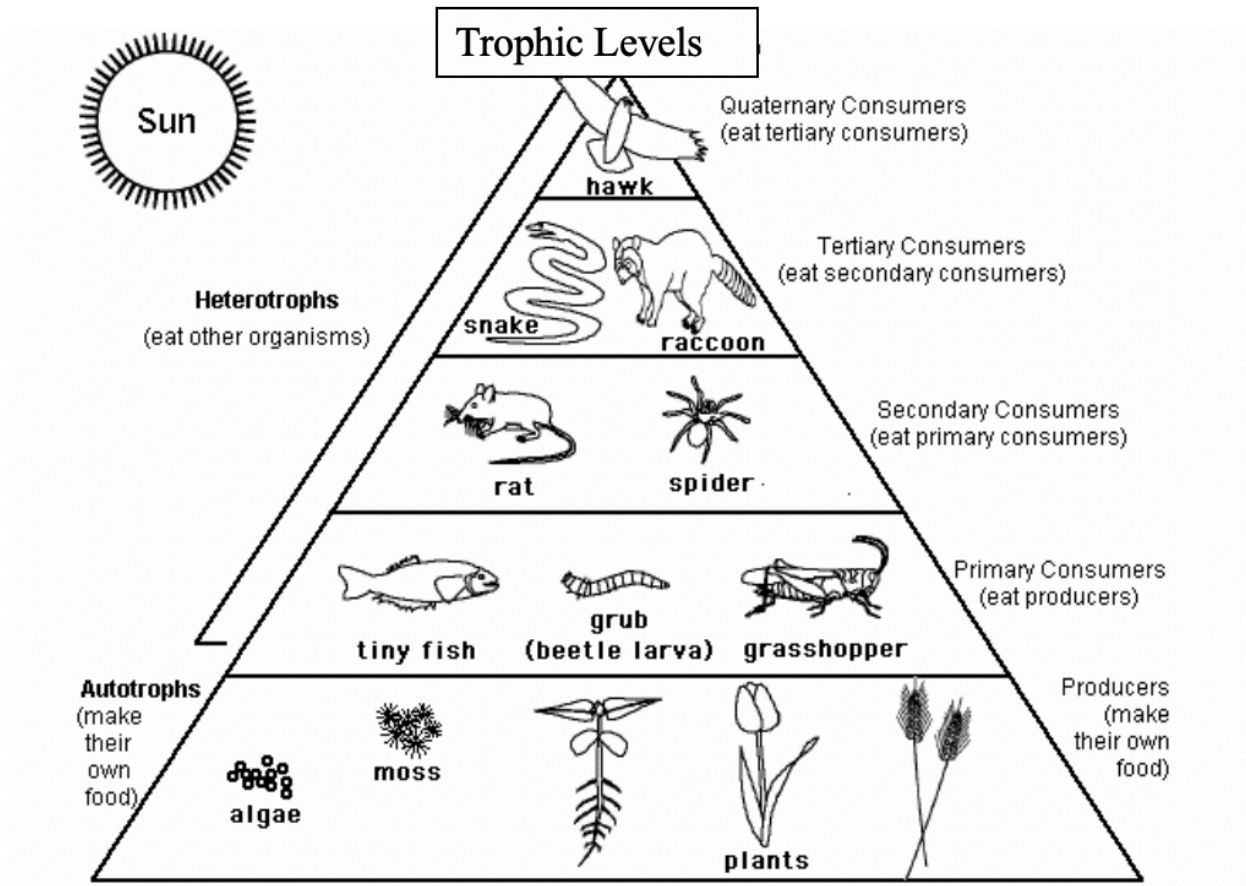 Trophic Levels
Sun
Quaternary Consumers
(eat tertiary consumers)
hawk
Tertiary Consumers
(eat secondary consumers)
Heterotrophs
(eat other organisms)
snake
raccoon
Secondary Consumers
(eat primary consumers)
rat
spider
Primary Consumers
(eat producers)
tiny fish
grub
(beetle larva)
grasshopper
Autotrophs
(make
their
own
food)
Producers
(make
their own
food)
moss
algae
plants